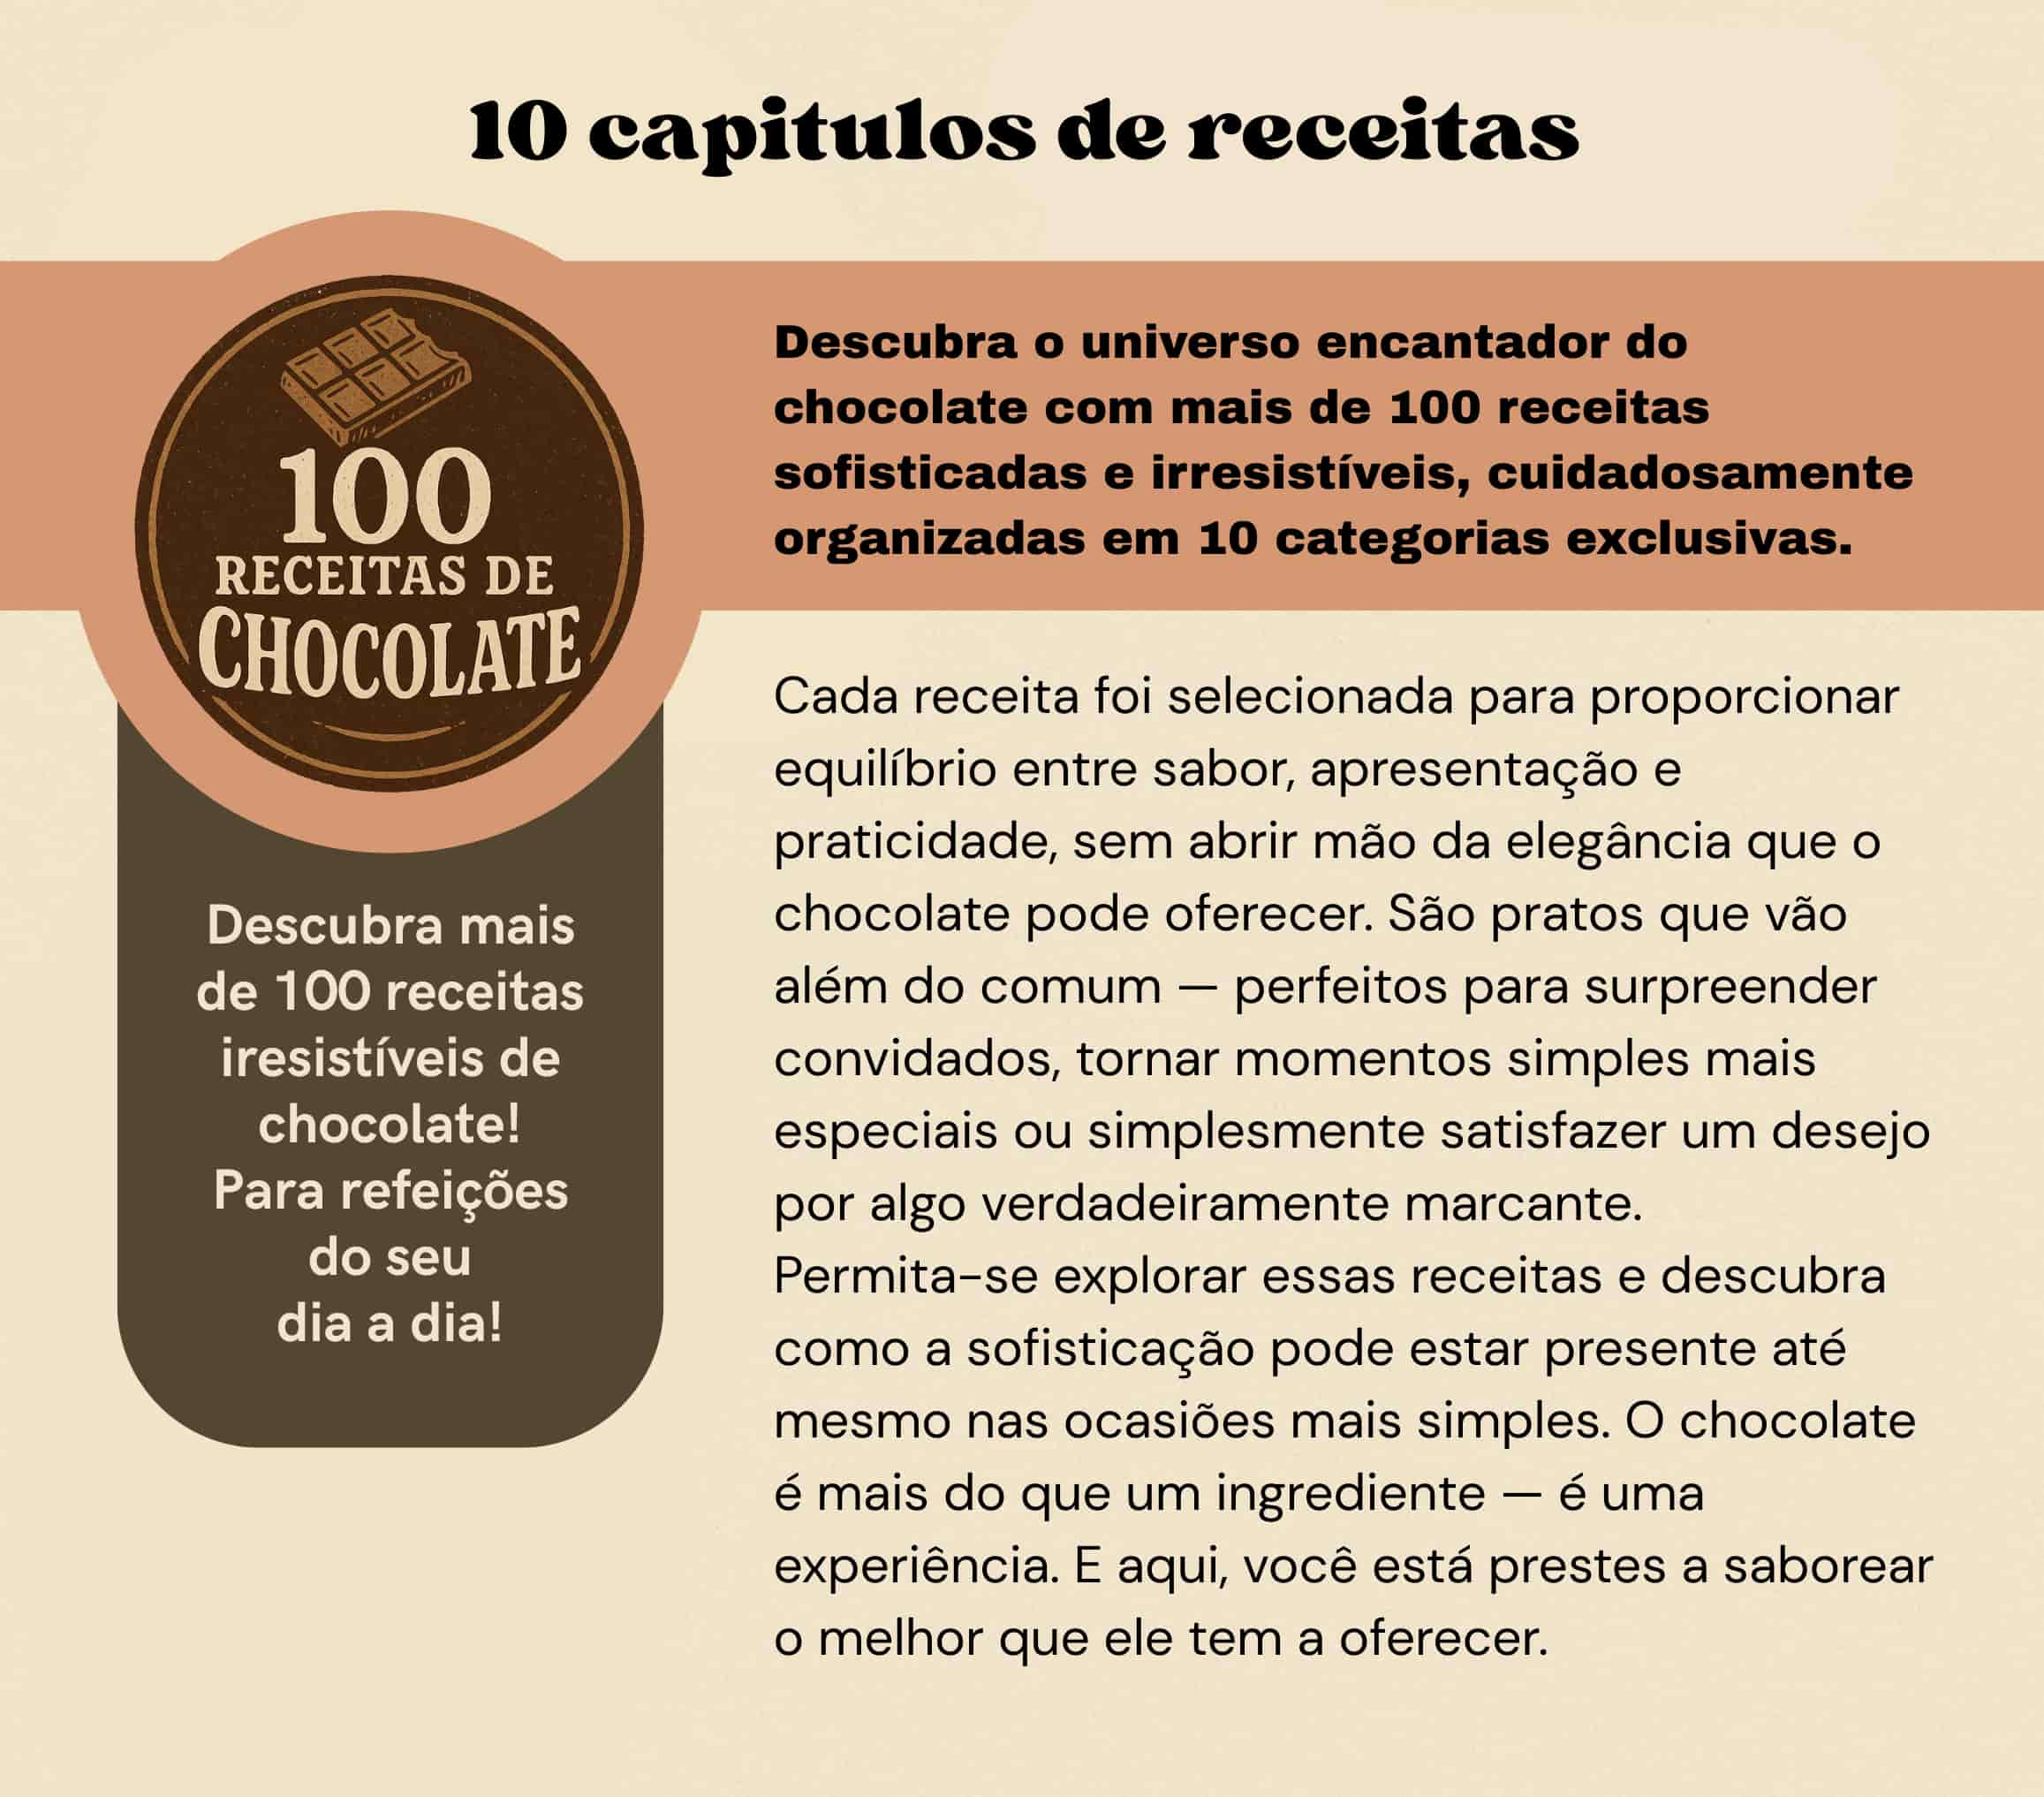 10 capitulos de receitas
100
RECEITAS DE
CHOCOLATE
Descubra o universo encantador do
chocolate com mais de 100 receitas
sofisticadas e irresistíveis, cuidadosamente
organizadas em 10 categorias exclusivas.
Descubra mais
de 100 receitas
iresistíveis de
chocolate!
Para refeições
do seu
dia a dia!
Cada receita foi selecionada para proporcionar
equilíbrio entre sabor, apresentação e
praticidade, sem abrir mão da elegância que o
chocolate pode oferecer. São pratos que vão
além do comum — perfeitos para surpreender
convidados, tornar momentos simples mais
especiais ou simplesmente satisfazer um desejo
por algo verdadeiramente marcante.
Permita-se explorar essas receitas e descubra
como a sofisticação pode estar presente até
mesmo nas ocasiões mais simples. O chocolate
é mais do que um ingrediente — é uma
experiência. E aqui, você está prestes a saborear
o melhor que ele tem a oferecer.